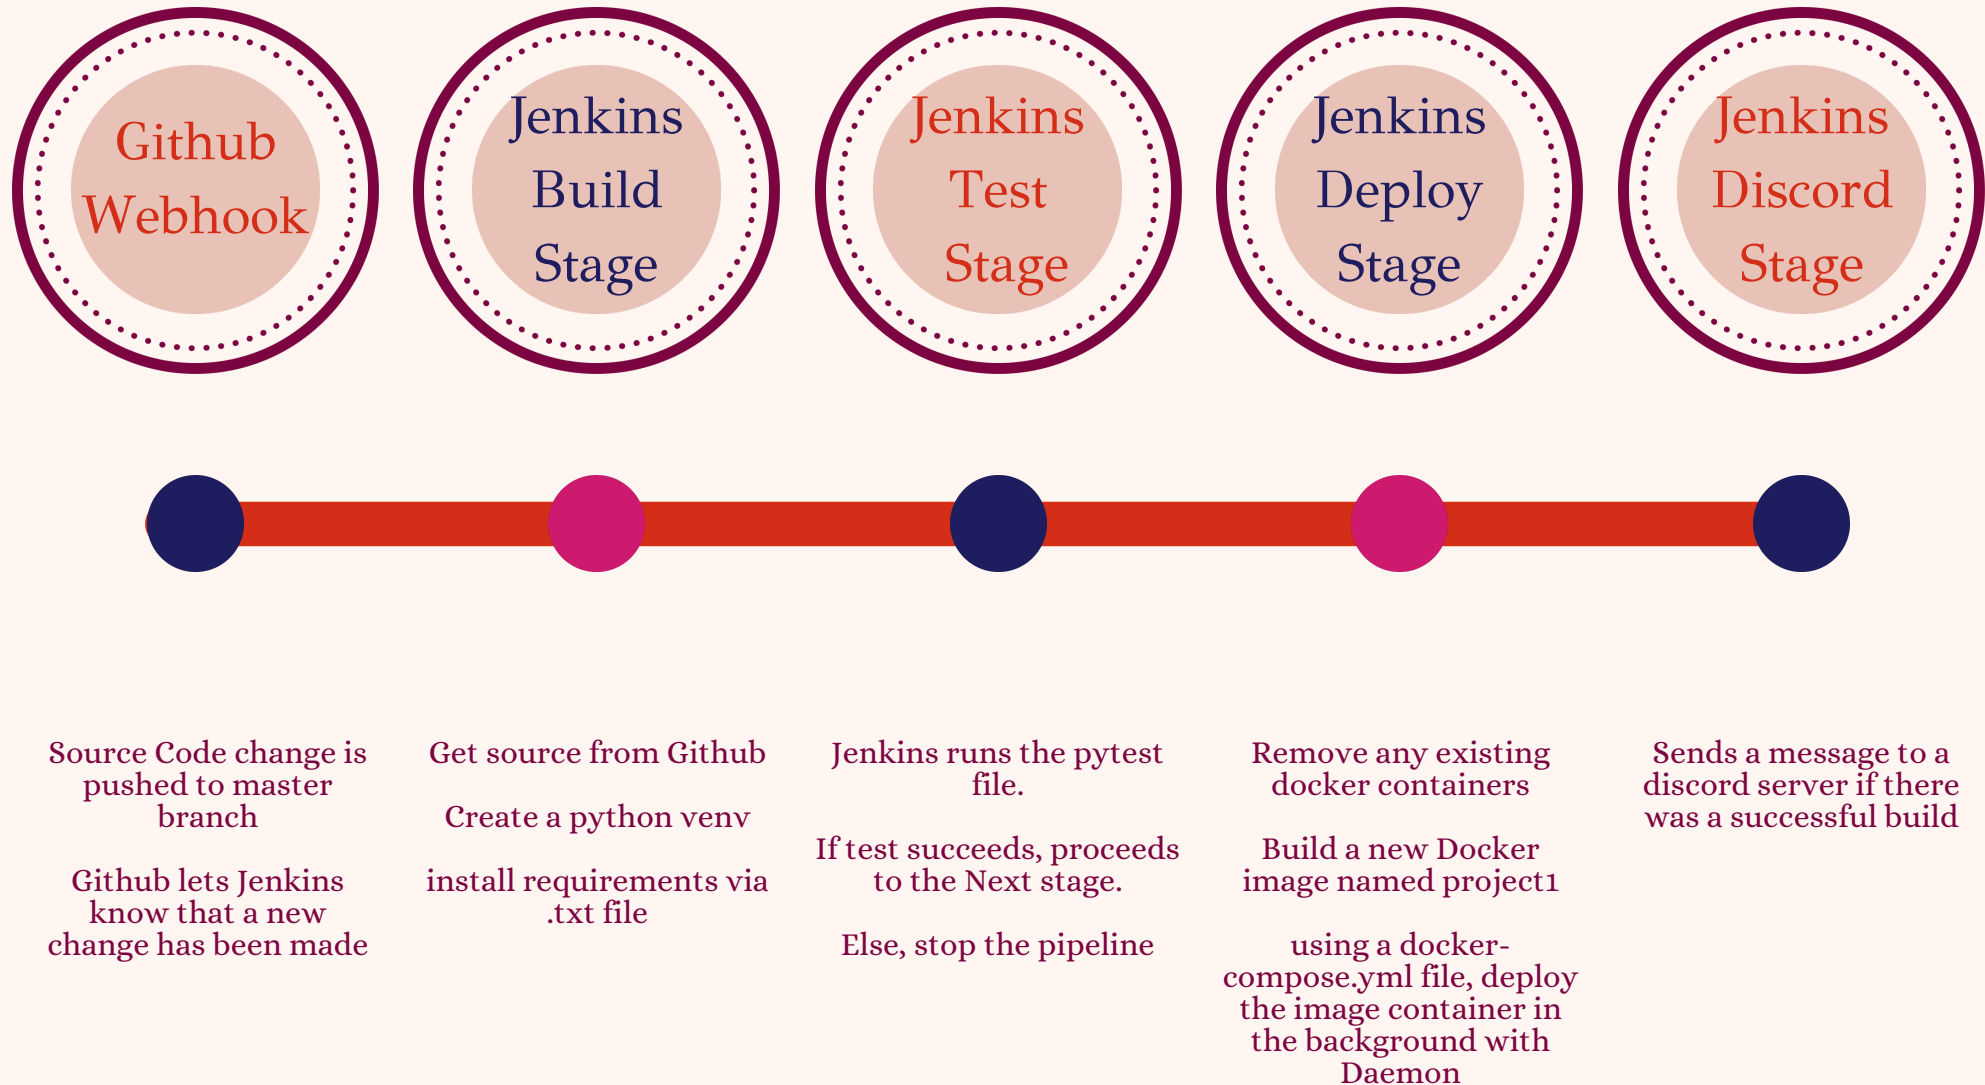 Github
Webhook
Jenkins
Build
Stage
Jenkins
Test
Stage
Jenkins
Deploy
Stage
Jenkins
Discord
Stage
Source Code change is
pushed to master
branch
Github lets Jenkins
know that a new
change has been made
Get source from Github
Create a python venv
install requirements via
.txt file
Jenkins runs the pytest
file.
If test succeeds, proceeds
to the Next stage.
Else, stop the pipeline
Remove any existing
docker containers
Build a new Docker
image named project1
using a docker-
compose.yml file, deploy
the image container in
the background with
Daemon
Sends a message to a
discord server if there
was a successful build